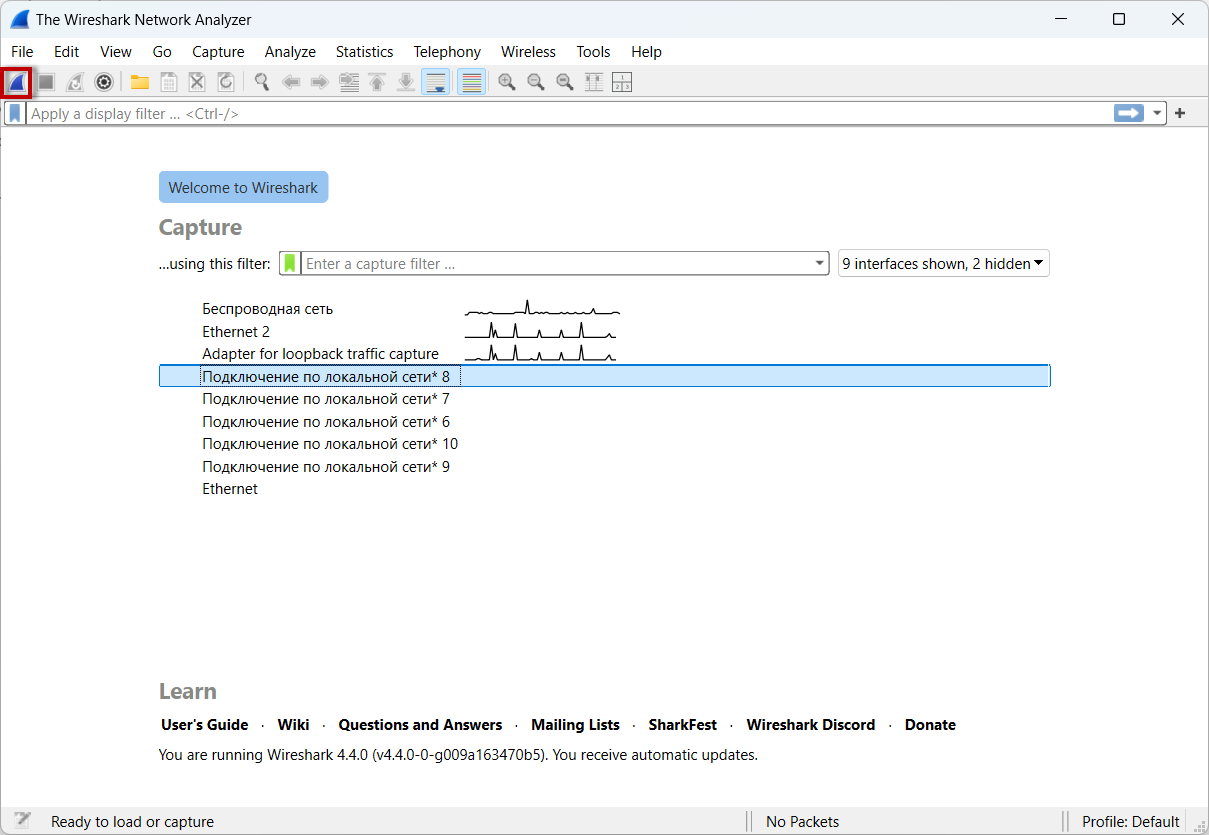 The Wireshark Network Analyzer
File Edit View Go Capture Analyze Statistics Telephony Wireless Tools Help
Apply a display filter ... <Ctrl-/>
Welcome to Wireshark
Capture
...using this filter: Enter a capture filter ... 9 interfaces shown, 2 hidden
Беспроводная сеть
Ethernet 2
Adapter for loopback traffic capture
Подключение по локальной сети* 8
Подключение по локальной сети* 7
Подключение по локальной сети* 6
Подключение по локальной сети* 10
Подключение по локальной сети* 9
Ethernet
Learn
User's Guide · Wiki · Questions and Answers · Mailing Lists · SharkFest · Wireshark Discord · Donate
You are running Wireshark 4.4.0 (v4.4.0-0-g009a163470b5). You receive automatic updates.
Ready to load or capture No Packets Profile: Default